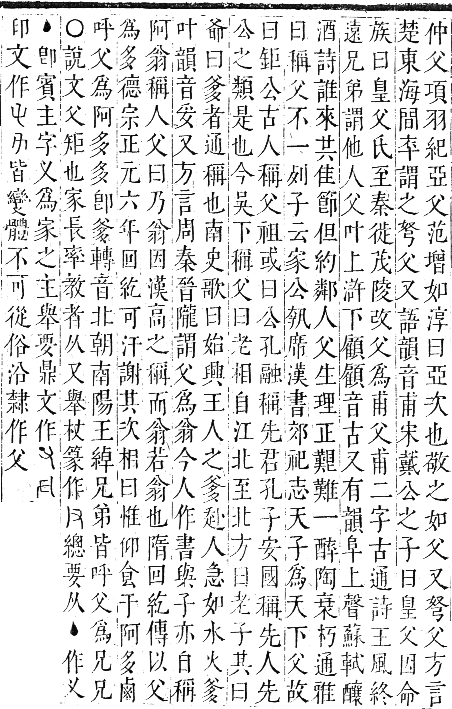 仲父項羽紀亞父范增如淳曰亞次也敬之如父又孥父方言
楚東海間卒謂之弩父又語韻音甫宋戴公之子曰皇父因命
族曰皇父氏至秦徙茂陵改父爲甫父甫二字古通詩王風終
遠兄弟謂他人父叶上滸下顧顧音古又有韻阜上聲蘇軾釀
酒詩誰來共佳節但約鄰人父生理正艱難一醉陶衰朽通雅
曰稱父不一列子云家公執席漢書郊祀志天子爲天下父故
曰鉅公古人稱父祖或曰公孔融稱先君孔子安國稱先人先
公之類是也今吳下稱父曰老相自江北至北方曰老子其曰
爺曰爹者通稱也南史歌曰始興王人之爹赴人急如水火爹
叶韻音妥又方言周秦晉隴謂父爲翁今人作書與子亦自稱
阿翁稱人父曰乃翁因漢高之稱而翁若翁也隋回紇傳以父
爲多德宗正元六年回紇可汗謝其次相曰惟仰食于阿多鹵
呼父爲阿多多卽爹轉音北朝南陽王綽兄弟皆呼父爲兄兄
○說文父矩也家長率敎者从又舉杖篆作 總要从 作义
卽賓主字义爲家之主舉要鼎文作
印文作 皆變體不可從俗沿隸作父